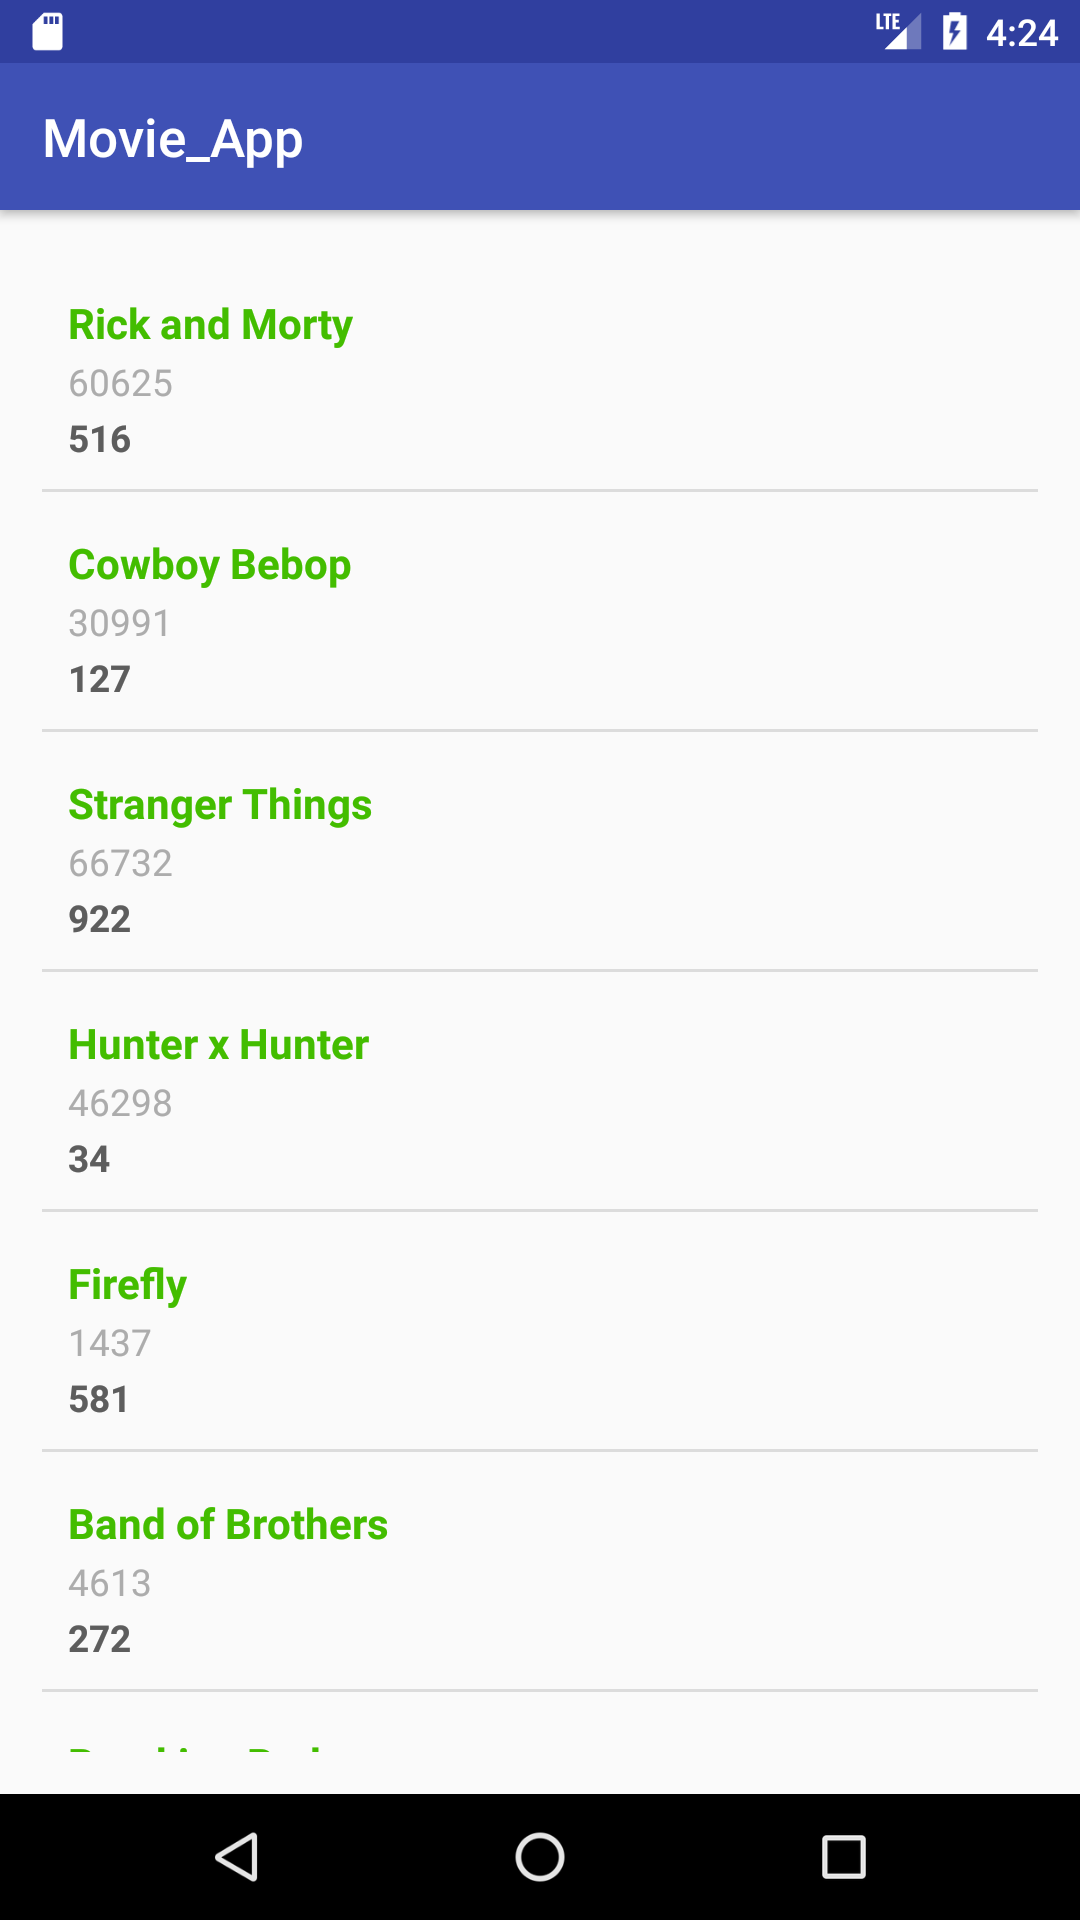 LTE 4:24
Movie_App
Rick and Morty
60625
516
Cowboy Bebop
30991
127
Stranger Things
66732
922
Hunter x Hunter
46298
34
Firefly
1437
581
Band of Brothers
4613
272